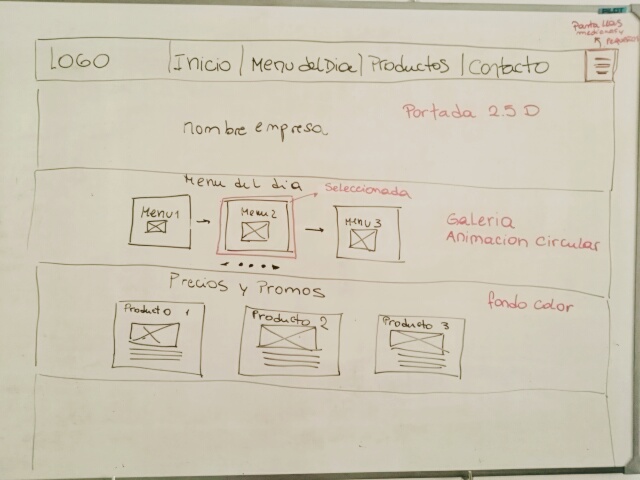 PILOT
Pantallas
medianas y
pequeñas
LOGO
Inicio | Menu del Dia | Productos | Contacto
Portada 2.5 D
nombre empresa
Menu del dia
Seleccionada
Menu 1
Menu 2
Menu 3
Galeria
Animacion circular
Precios y Promos
fondo color
Producto 1
Producto 2
Producto 3